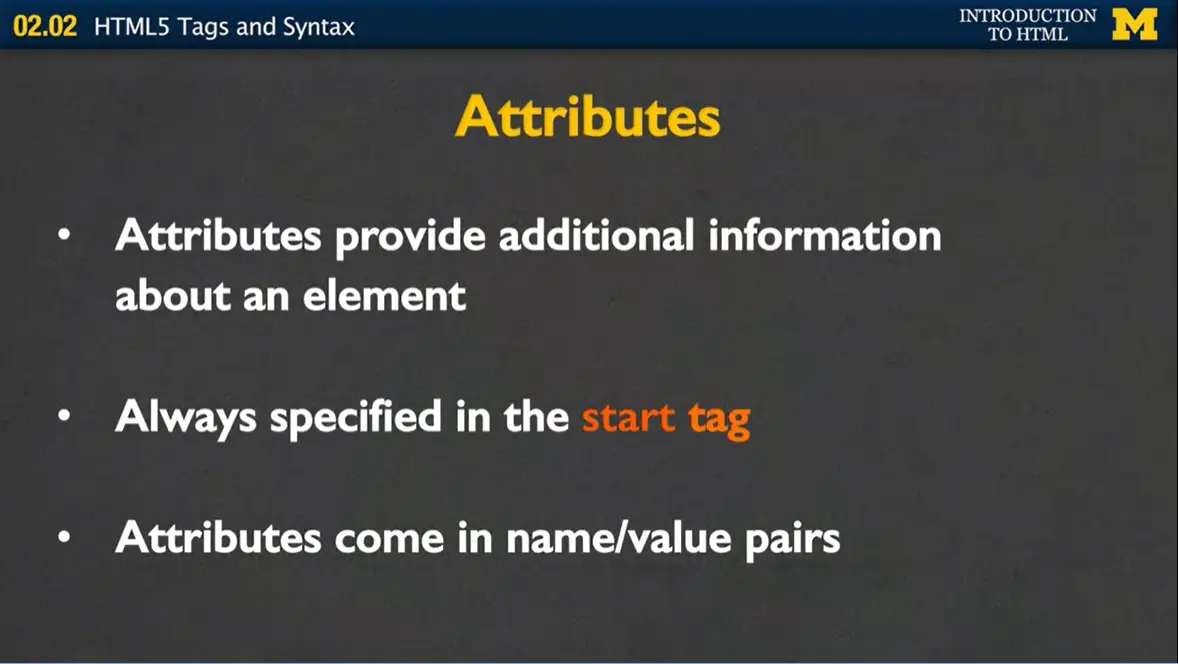 02.02 HTML5 Tags and Syntax
INTRODUCTION
TO HTML
M
Attributes
• Attributes provide additional information
about an element
• Always specified in the start tag
• Attributes come in name/value pairs